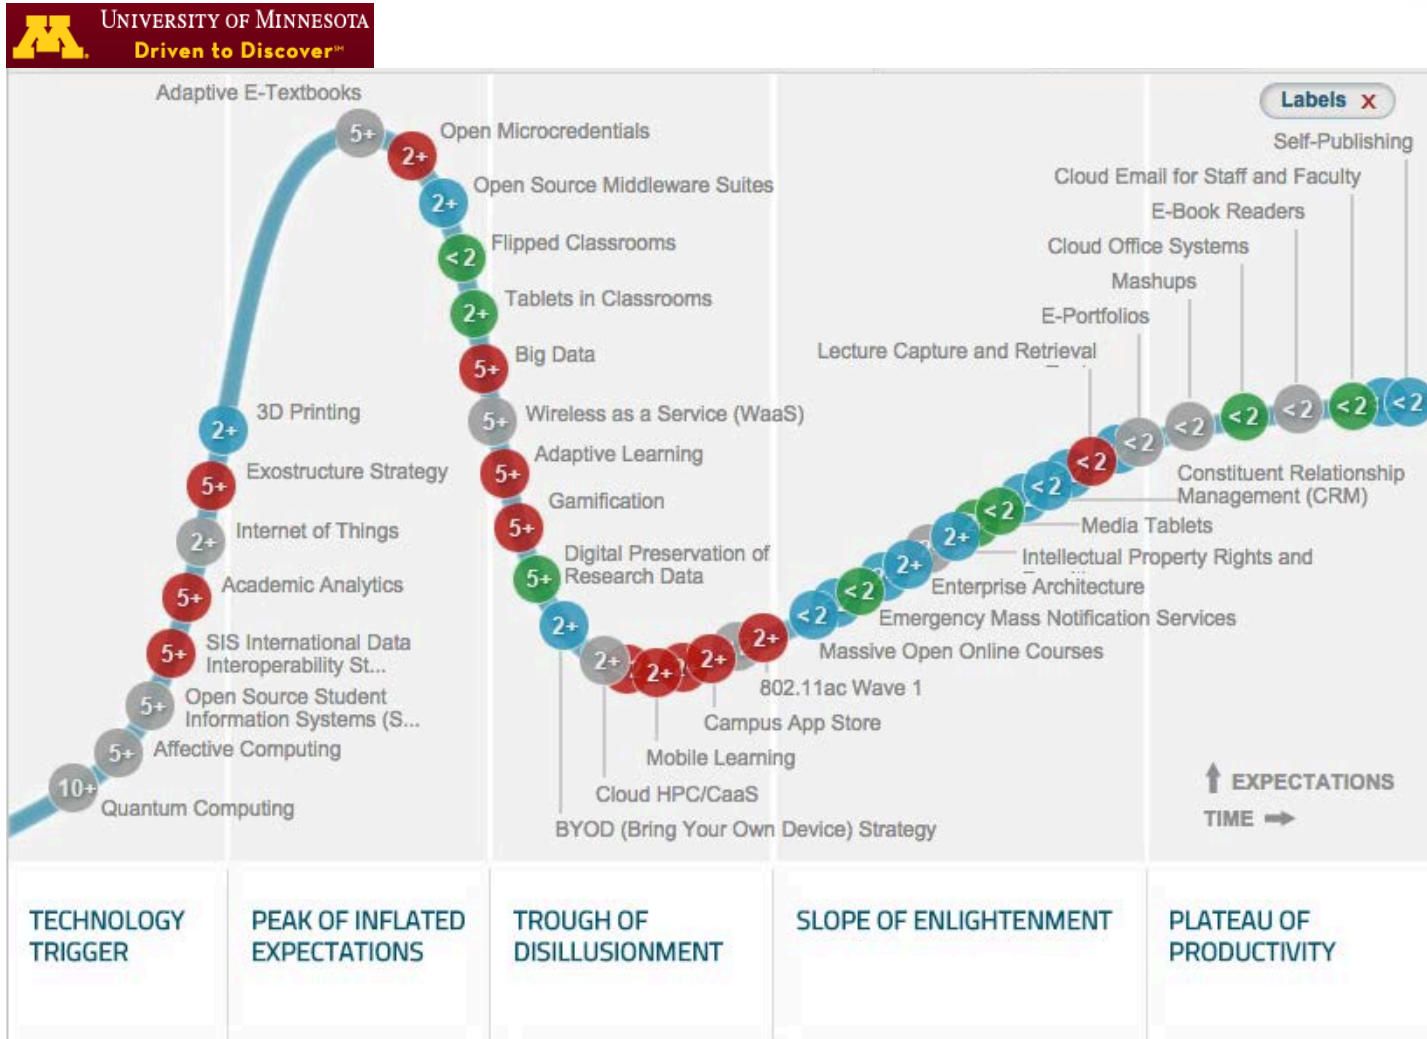 UNIVERSITY OF MINNESOTA
Driven to Discover℠
Labels X
Adaptive E-Textbooks
5+
Open Microcredentials
2+
Open Source Middleware Suites
2+
Flipped Classrooms
< 2
Tablets in Classrooms
2+
Big Data
5+
Wireless as a Service (WaaS)
5+
Adaptive Learning
5+
Gamification
5+
Digital Preservation of
Research Data
5+
2+
3D Printing
2+
Exostructure Strategy
5+
Internet of Things
2+
Academic Analytics
5+
SIS International Data
Interoperability St...
5+
Open Source Student
Information Systems (S...
5+
Affective Computing
5+
Quantum Computing
10+
BYOD (Bring Your Own Device) Strategy
2+
Cloud HPC/CaaS
2+
Mobile Learning
2+
Campus App Store
2+
802.11ac Wave 1
< 2
Massive Open Online Courses
< 2
Emergency Mass Notification Services
2+
Enterprise Architecture
2+
Intellectual Property Rights and
< 2
Media Tablets
< 2
Constituent Relationship
Management (CRM)
< 2
Lecture Capture and Retrieval
< 2
E-Portfolios
< 2
Mashups
< 2
Cloud Office Systems
< 2
E-Book Readers
< 2
Cloud Email for Staff and Faculty
< 2
Self-Publishing
EXPECTATIONS
TIME
TECHNOLOGY
TRIGGER
PEAK OF INFLATED
EXPECTATIONS
TROUGH OF
DISILLUSIONMENT
SLOPE OF ENLIGHTENMENT
PLATEAU OF
PRODUCTIVITY